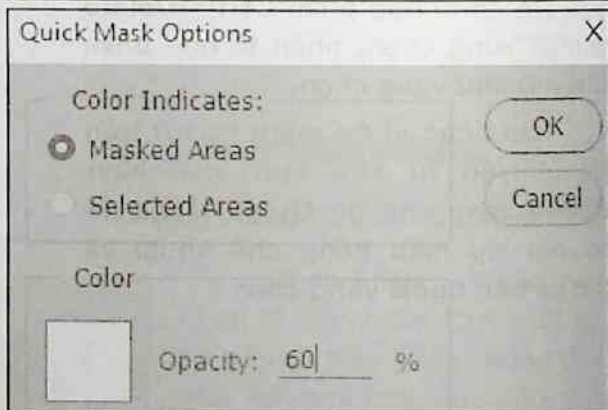 Quick Mask Options X
Color Indicates:
Masked Areas
OK
Selected Areas
Cancel
Color
Opacity: 60 %